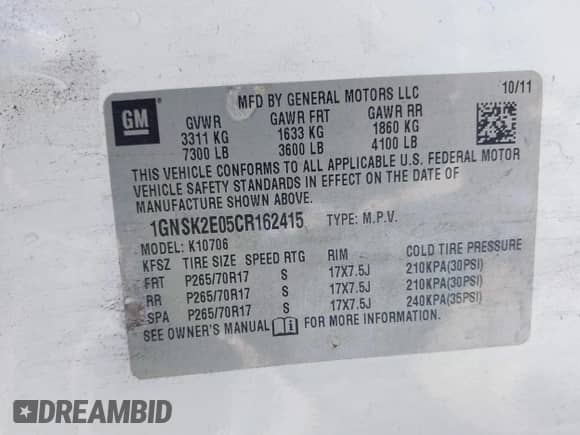 MFD BY GENERAL MOTORS LLC 10/11
GM
GVWR GAWR FRT GAWR RR
3311 KG 1633 KG 1860 KG
7300 LB 3600 LB 4100 LB
THIS VEHICLE CONFORMS TO ALL APPLICABLE U.S. FEDERAL MOTOR
VEHICLE SAFETY STANDARDS IN EFFECT ON THE DATE OF
MANUFACTURE SHOWN ABOVE.
1GNSK2E05CR162415 TYPE: M.P.V.
MODEL: K10706
KFSZ TIRE SIZE SPEED RTG RIM COLD TIRE PRESSURE
FRT P265/70R17 S 17X7.5J 210KPA(30PSI)
RR P265/70R17 S 17X7.5J 210KPA(30PSI)
SPA P265/70R17 S 17X7.5J 240KPA(35PSI)
SEE OWNER'S MANUAL FOR MORE INFORMATION.
DREAMBID